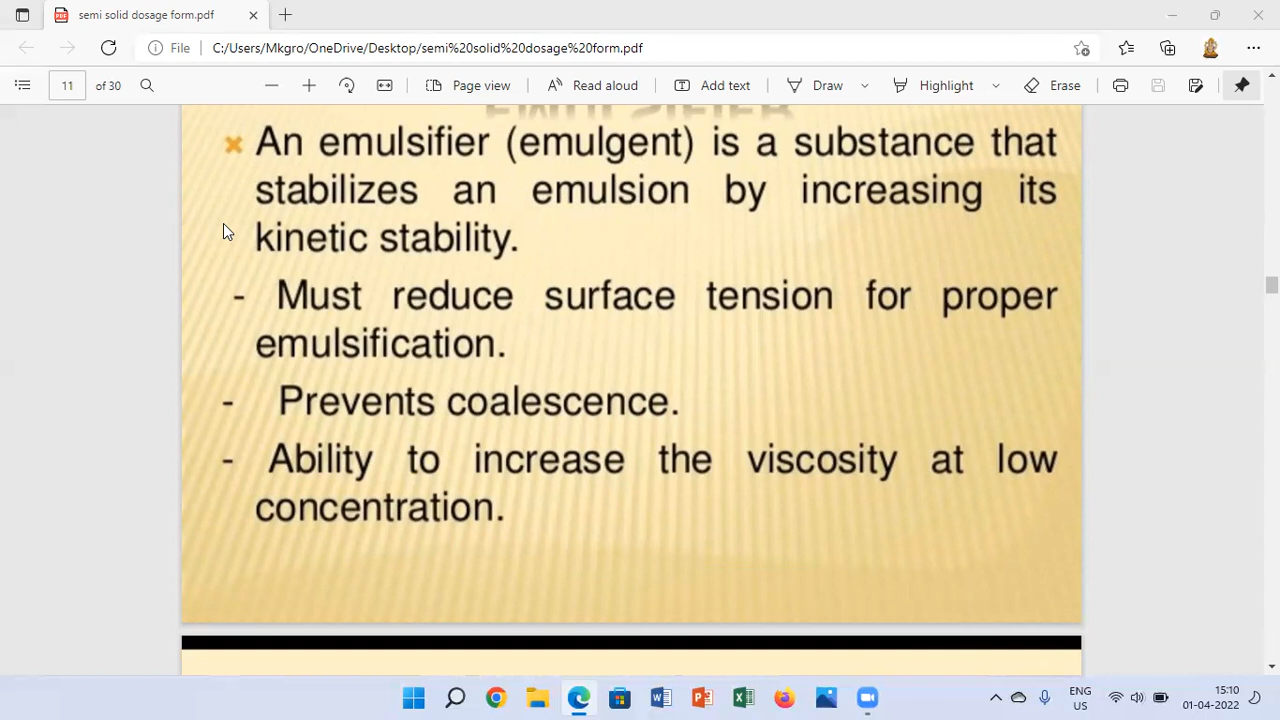 semi solid dosage form.pdf
File C:/Users/Mkgro/OneDrive/Desktop/semi%20solid%20dosage%20form.pdf
11 of 30 Page view Read aloud Add text Draw Highlight Erase
EMULSIFIER
An emulsifier (emulgent) is a substance that
stabilizes an emulsion by increasing its
kinetic stability.
- Must reduce surface tension for proper
emulsification.
- Prevents coalescence.
- Ability to increase the viscosity at low
concentration.
ENG 15:10
US 01-04-2022